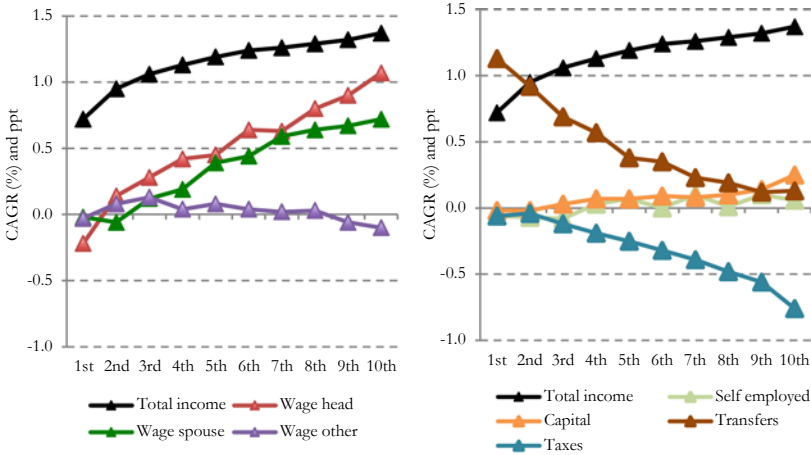 CAGR (%) and ppt
1.5
1.0
0.5
0.0
-0.5
-1.0
1st 2nd 3rd 4th 5th 6th 7th 8th 9th 10th
Total income Wage head
Wage spouse Wage other
CAGR (%) and ppt
1.5
1.0
0.5
0.0
-0.5
-1.0
1st 2nd 3rd 4th 5th 6th 7th 8th 9th 10th
Total income Self employed
Capital Transfers
Taxes